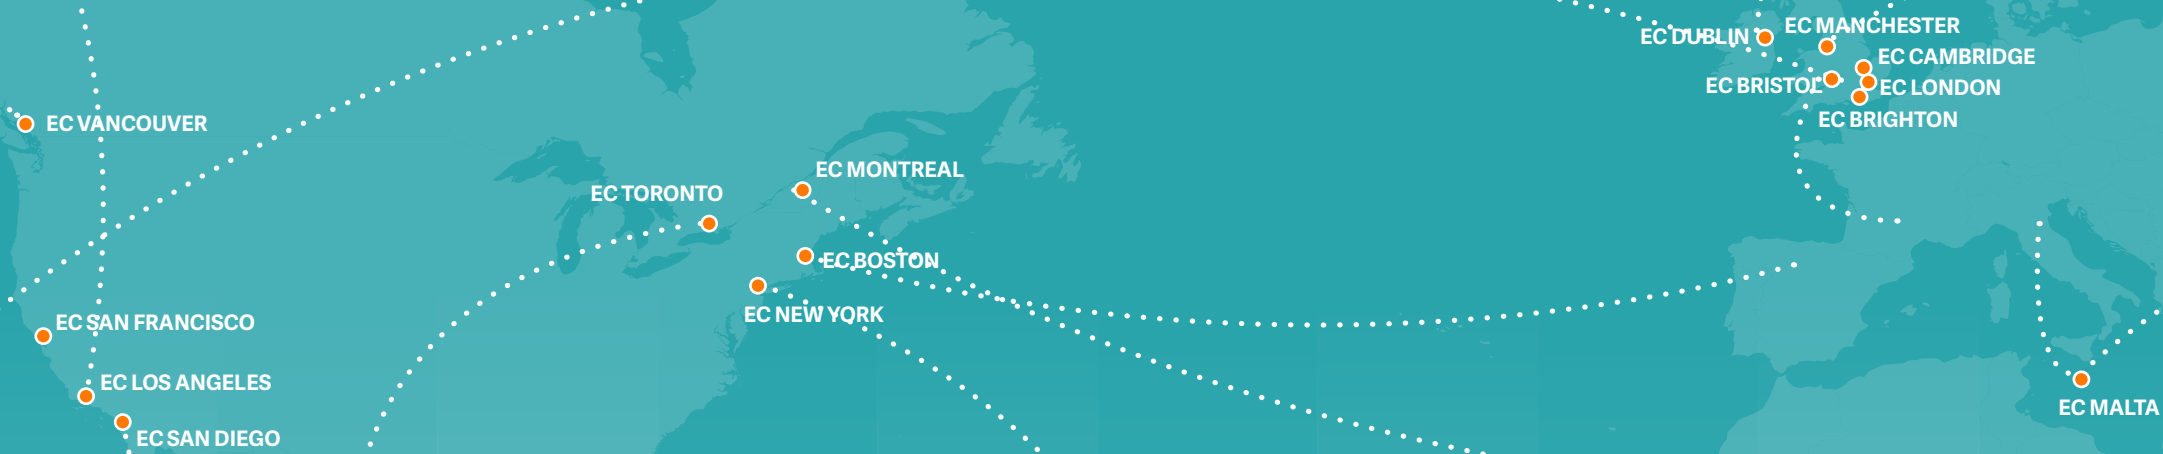 EC DUBLIN
EC MANCHESTER
EC CAMBRIDGE
EC BRISTOL
EC LONDON
EC BRIGHTON
EC VANCOUVER
EC MONTREAL
EC TORONTO
EC BOSTON
EC NEW YORK
EC SAN FRANCISCO
EC LOS ANGELES
EC SAN DIEGO
EC MALTA